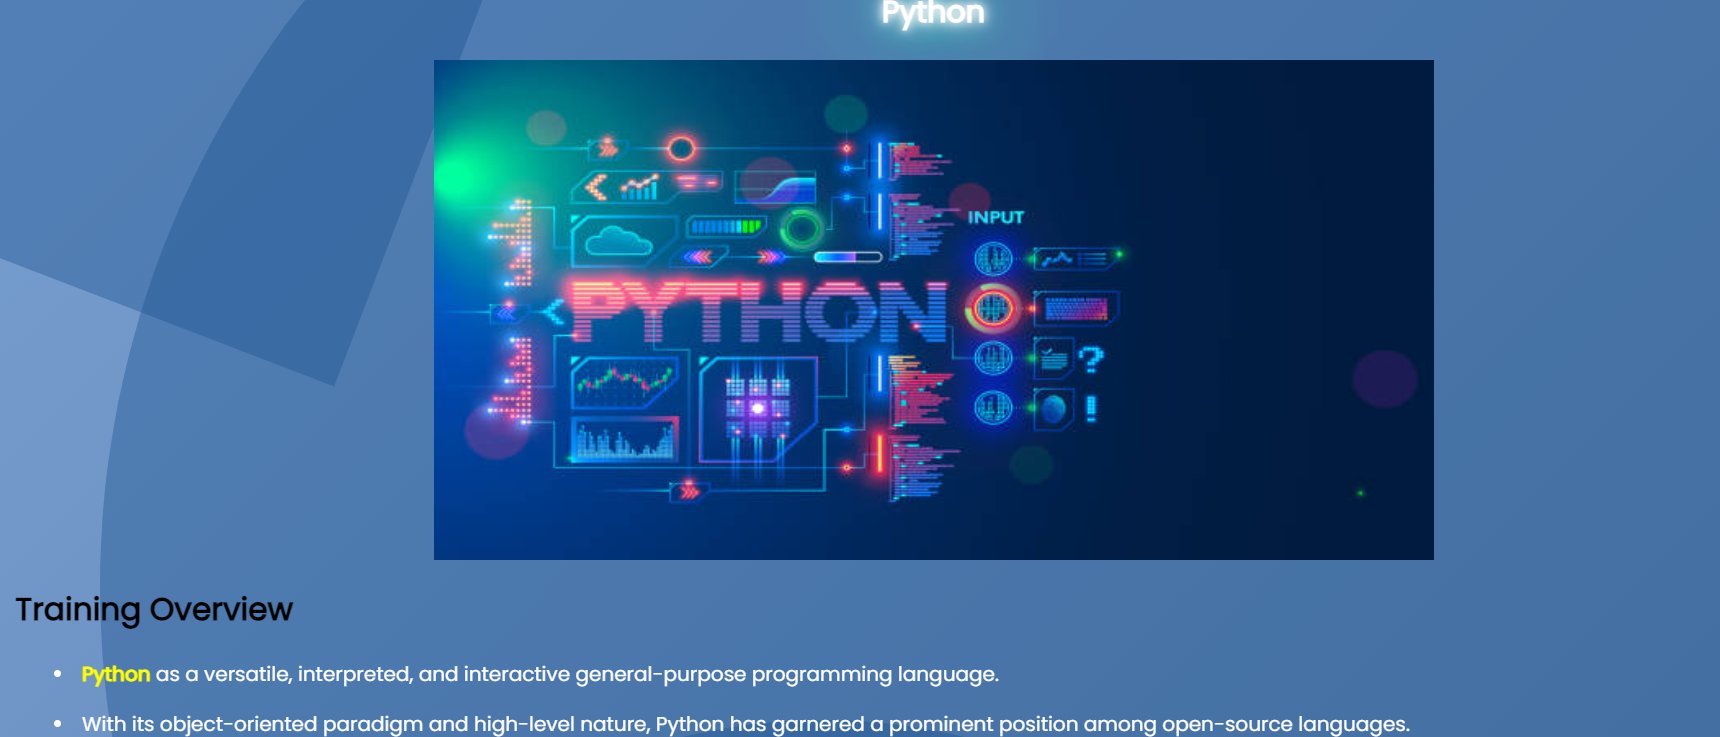 Python
INPUT
PYTHON
?
!
Training Overview
• Python as a versatile, interpreted, and interactive general-purpose programming language.
• With its object-oriented paradigm and high-level nature, Python has garnered a prominent position among open-source languages.